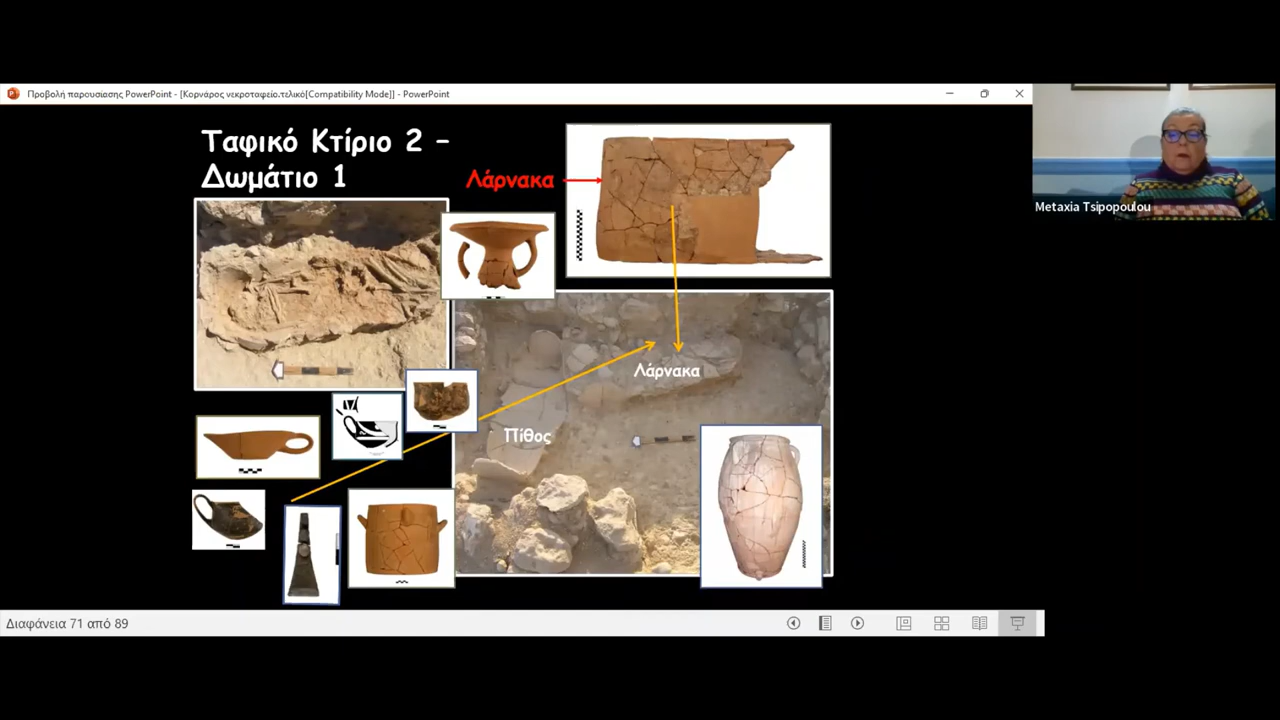 Προβολή παρουσίασης PowerPoint - [Κορνάρος νεκροταφείο.τελικό[Compatibility Mode]] - PowerPoint
Ταφικό Κτίριο 2 –
Δωμάτιο 1
Λάρνακα
Metaxia Tsipopoulou
Λάρνακα
Πίθος
Διαφάνεια 71 από 89